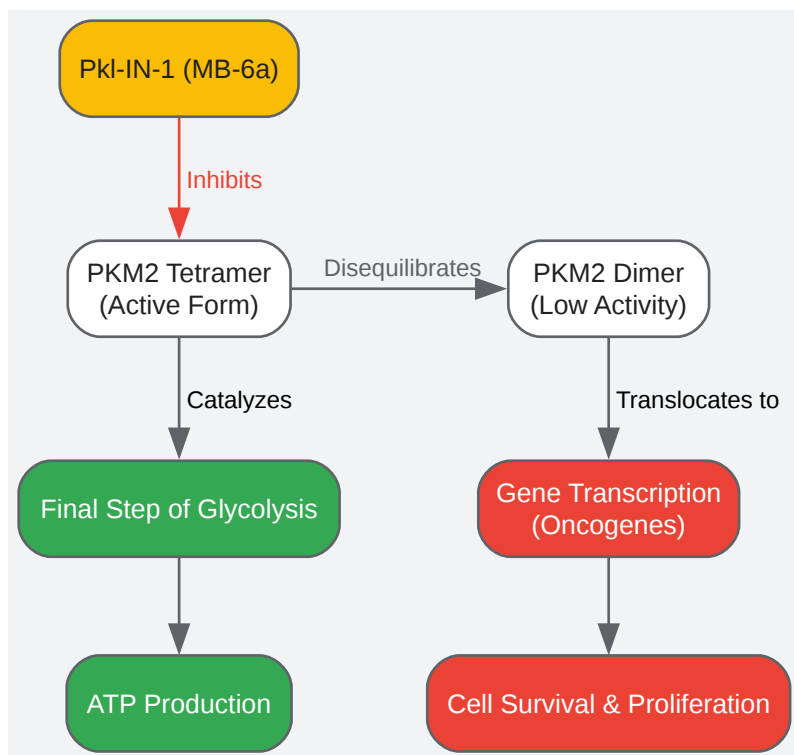 Pkl-IN-1 (MB-6a)
Inhibits
PKM2 Tetramer
(Active Form)
Disequilibrates
PKM2 Dimer
(Low Activity)
Catalyzes
Translocates to
Final Step of Glycolysis
Gene Transcription
(Oncogenes)
ATP Production
Cell Survival & Proliferation